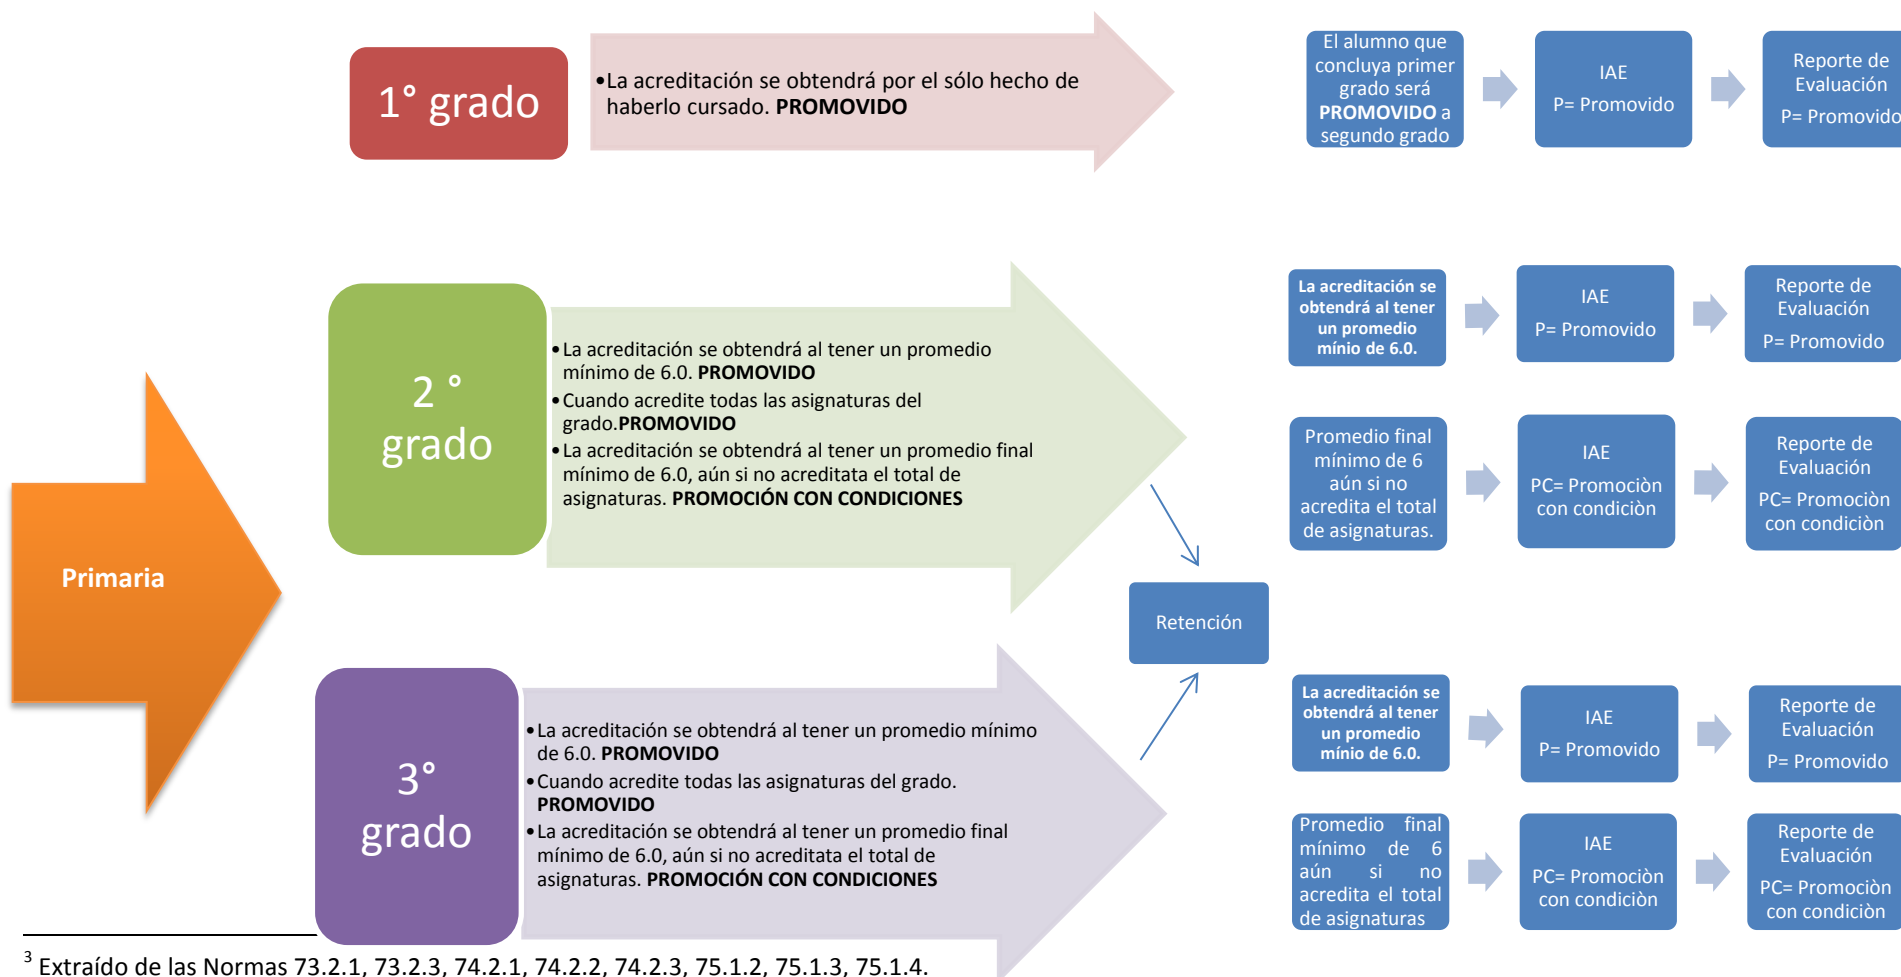 1° grado
•La acreditación se obtendrá por el sólo hecho de
haberlo cursado. PROMOVIDO
El alumno que
concluya primer
grado será
PROMOVIDO a
segundo grado
IAE
P= Promovido
Reporte de
Evaluación
P= Promovido
Primaria
2 °
grado
•La acreditación se obtendrá al tener un promedio
mínimo de 6.0. PROMOVIDO
•Cuando acredite todas las asignaturas del
grado.PROMOVIDO
•La acreditación se obtendrá al tener un promedio final
mínimo de 6.0, aún si no acreditata el total de
asignaturas. PROMOCIÓN CON CONDICIONES
La acreditación se
obtendrá al tener
un promedio
mínio de 6.0.
IAE
P= Promovido
Reporte de
Evaluación
P= Promovido
Promedio final
mínimo de 6
aún si no
acredita el total
de asignaturas.
IAE
PC= Promociòn
con condiciòn
Reporte de
Evaluación
PC= Promociòn
con condiciòn
Retención
3°
grado
•La acreditación se obtendrá al tener un promedio mínimo
de 6.0. PROMOVIDO
•Cuando acredite todas las asignaturas del grado.
PROMOVIDO
•La acreditación se obtendrá al tener un promedio final
mínimo de 6.0, aún si no acreditata el total de
asignaturas. PROMOCIÓN CON CONDICIONES
La acreditación se
obtendrá al tener
un promedio
mínio de 6.0.
IAE
P= Promovido
Reporte de
Evaluación
P= Promovido
Promedio final
mínimo de 6
aún si no
acredita el total
de asignaturas
IAE
PC= Promociòn
con condiciòn
Reporte de
Evaluación
PC= Promociòn
con condiciòn
3 Extraído de las Normas 73.2.1, 73.2.3, 74.2.1, 74.2.2, 74.2.3, 75.1.2, 75.1.3, 75.1.4.